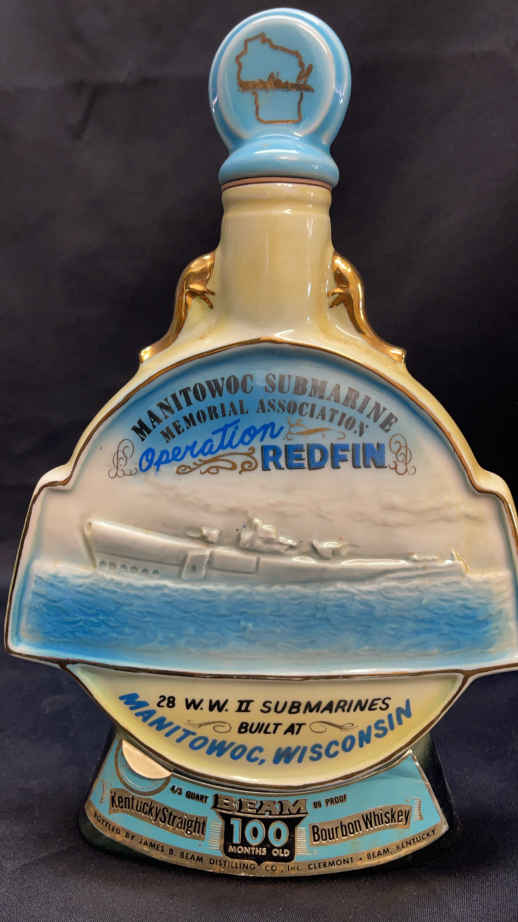 MANITOWOC SUBMARINE
MEMORIAL ASSOCIATION
Operation
REDFIN
28 W.W. II SUBMARINES
BUILT AT
MANITOWOC, WISCONSIN
4/5 QUART BEAM PROOF
Kentucky Straight 100 Bourbon Whiskey
MONTHS OLD
BOTTLED BY JAMES B. BEAM DISTILLING CO., INC. CLERMONT • BEAM, KENTUCKY